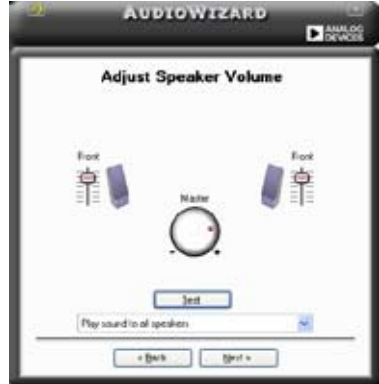 AUDIOWIZARD
ANALOG
DEVICES
Adjust Speaker Volume
Front Front
Master
- +
Test
Play sound to all speakers
< Back Next >